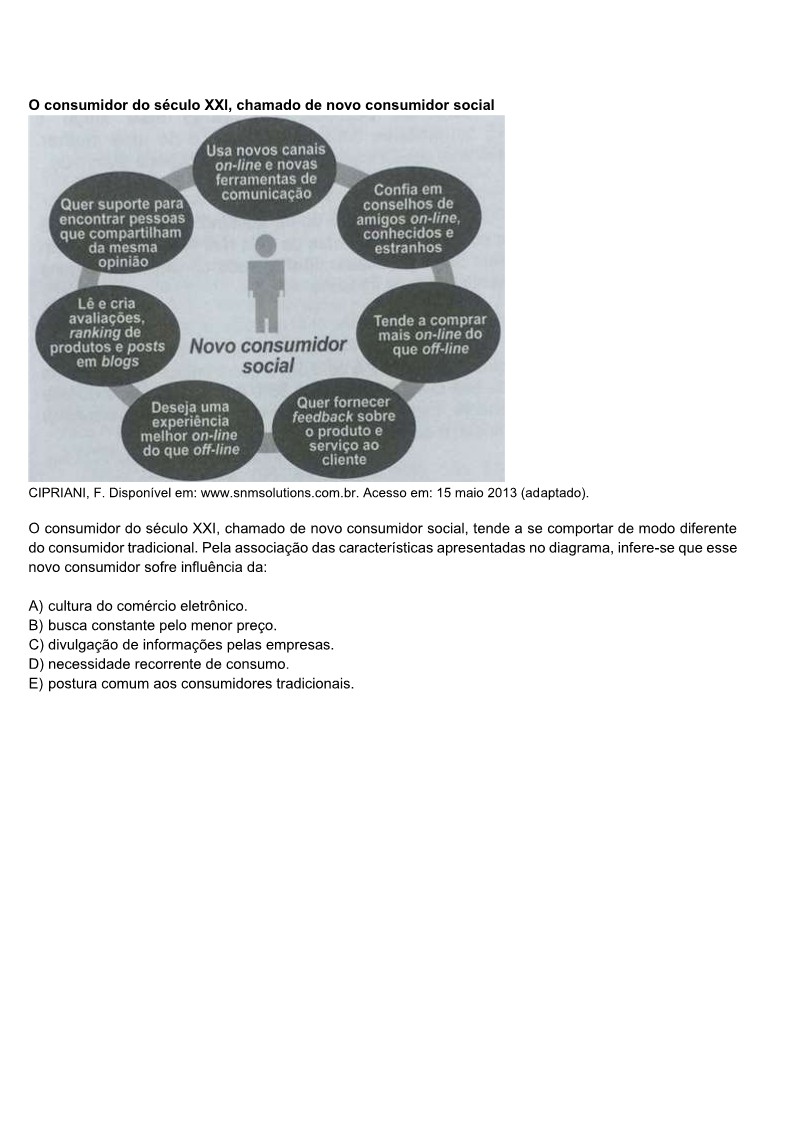 O consumidor do século XXI, chamado de novo consumidor social
Usa novos canais
on-line e novas
ferramentas de
comunicação
Confia em
conselhos de
amigos on-line,
conhecidos e
estranhos
Tende a comprar
mais on-line do
que off-line
Quer fornecer
feedback sobre
o produto e
serviço ao
cliente
Deseja uma
experiência
melhor on-line
do que off-line
Lê e cria
avaliações,
ranking de
produtos e posts
em blogs
Quer suporte para
encontrar pessoas
que compartilham
da mesma
opinião
Novo consumidor
social
CIPRIANI, F. Disponível em: www.snmsolutions.com.br. Acesso em: 15 maio 2013 (adaptado).
O consumidor do século XXI, chamado de novo consumidor social, tende a se comportar de modo diferente
do consumidor tradicional. Pela associação das características apresentadas no diagrama, infere-se que esse
novo consumidor sofre influência da:
A) cultura do comércio eletrônico.
B) busca constante pelo menor preço.
C) divulgação de informações pelas empresas.
D) necessidade recorrente de consumo.
E) postura comum aos consumidores tradicionais.